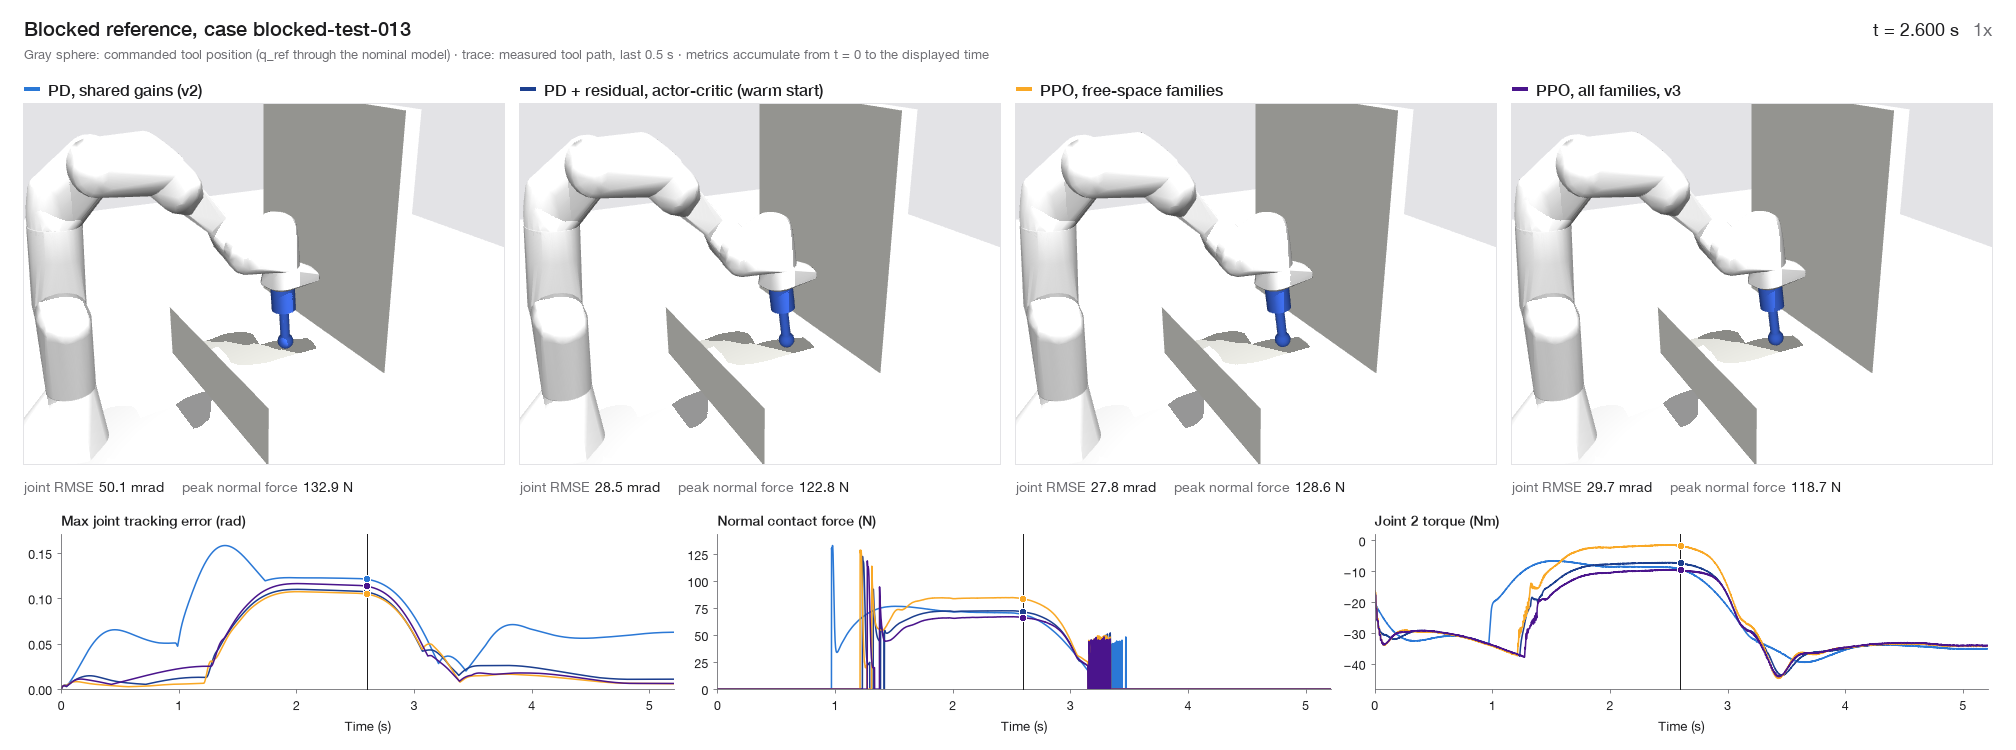 Blocked reference, case blocked-test-013
t = 2.600 s 1x
Gray sphere: commanded tool position (q_ref through the nominal model) · trace: measured tool path, last 0.5 s · metrics accumulate from t = 0 to the displayed time
PD, shared gains (v2)
PD + residual, actor-critic (warm start)
PPO, free-space families
PPO, all families, v3
joint RMSE 50.1 mrad peak normal force 132.9 N
joint RMSE 28.5 mrad peak normal force 122.8 N
joint RMSE 27.8 mrad peak normal force 128.6 N
joint RMSE 29.7 mrad peak normal force 118.7 N
Max joint tracking error (rad)
0.15
0.10
0.05
0.00
0 1 2 3 4 5
Time (s)
Normal contact force (N)
125
100
75
50
25
0
0 1 2 3 4 5
Time (s)
Joint 2 torque (Nm)
0
−10
−20
−30
−40
0 1 2 3 4 5
Time (s)